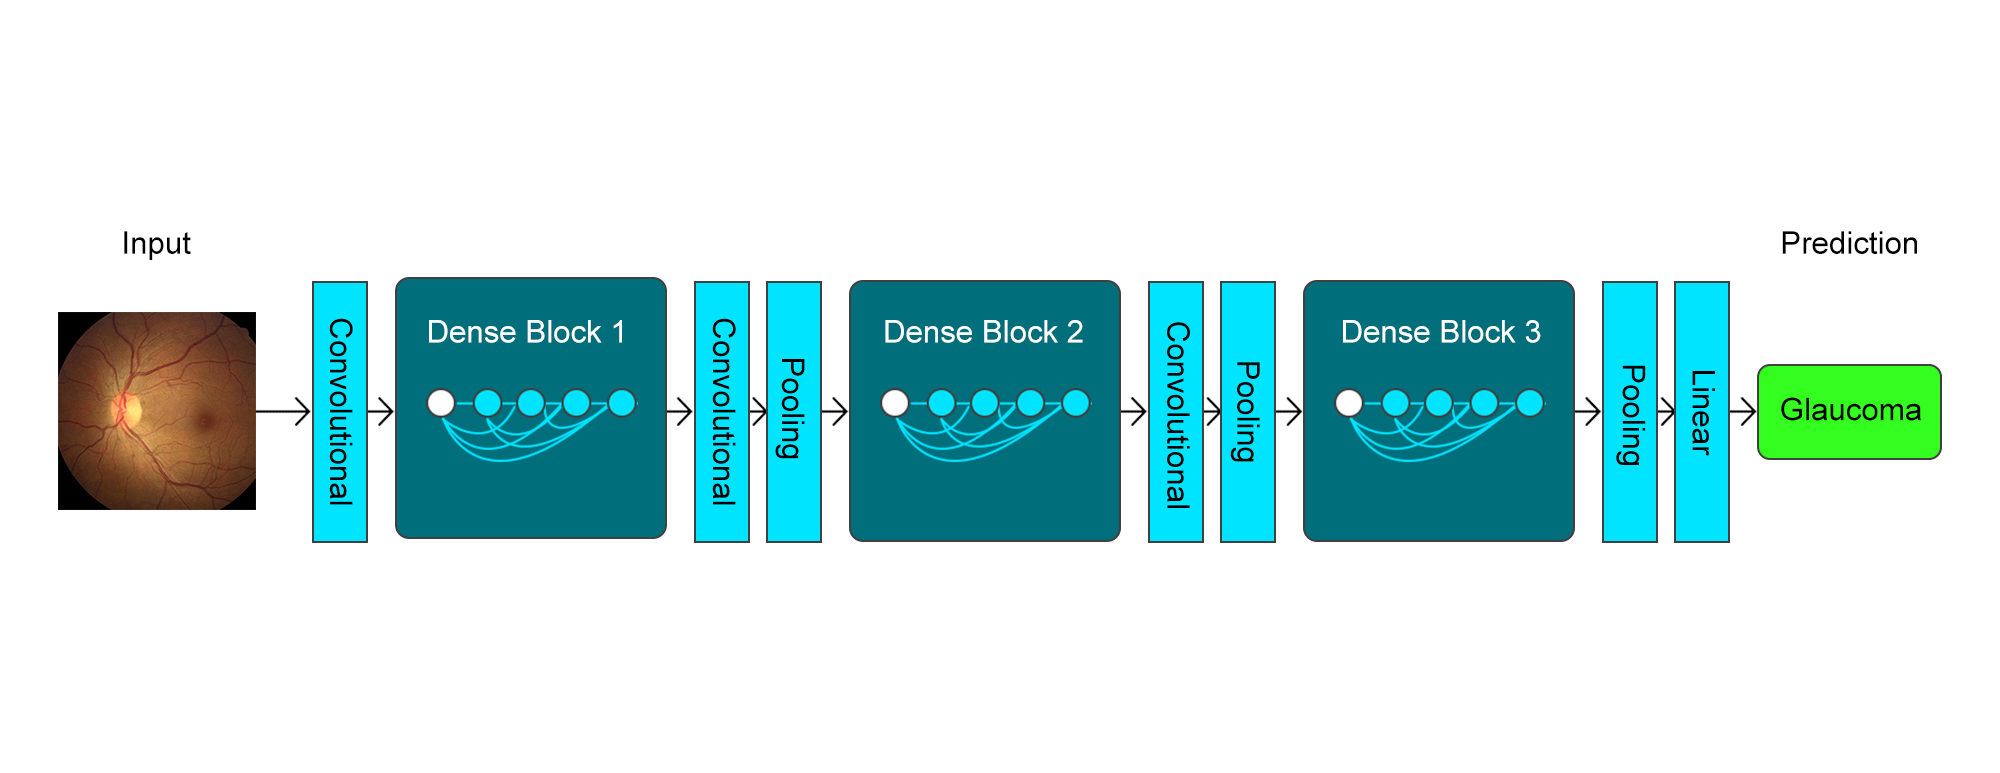 Input
Prediction
Convolutional
Dense Block 1
Convolutional
Pooling
Dense Block 2
Convolutional
Pooling
Dense Block 3
Pooling
Linear
Glaucoma